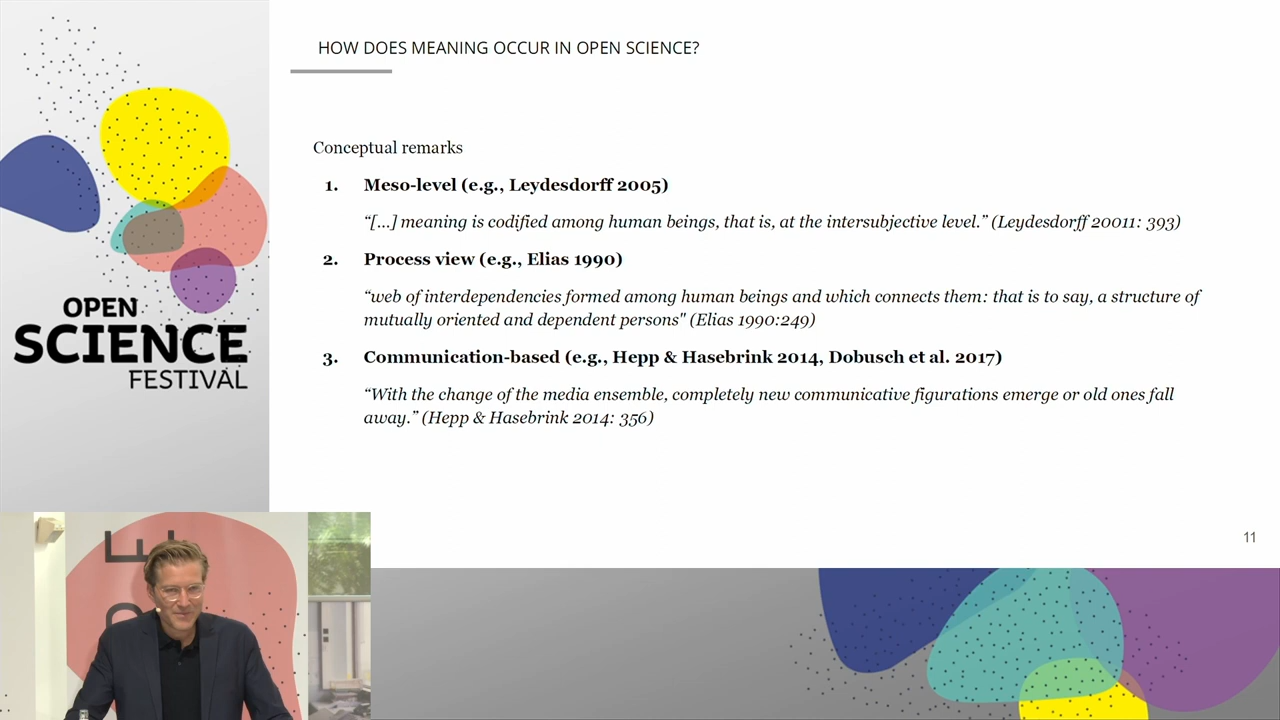 HOW DOES MEANING OCCUR IN OPEN SCIENCE?
Conceptual remarks
1. Meso-level (e.g., Leydesdorff 2005)
“[…] meaning is codified among human beings, that is, at the intersubjective level.” (Leydesdorff 20011: 393)
2. Process view (e.g., Elias 1990)
“web of interdependencies formed among human beings and which connects them: that is to say, a structure of
mutually oriented and dependent persons" (Elias 1990:249)
3. Communication-based (e.g., Hepp & Hasebrink 2014, Dobusch et al. 2017)
“With the change of the media ensemble, completely new communicative figurations emerge or old ones fall
away.” (Hepp & Hasebrink 2014: 356)
11
OPEN
SCIENCE
FESTIVAL